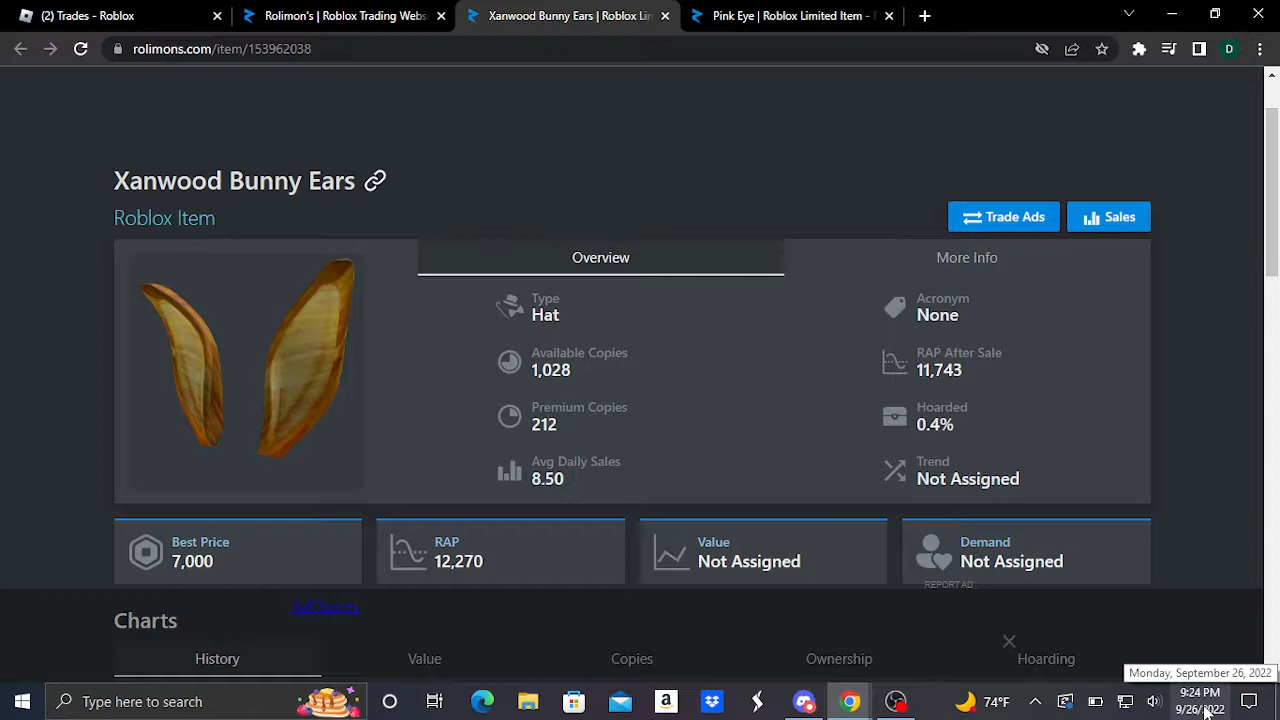 (2) Trades - Roblox
Rolimon's | Roblox Trading Webs
Xanwood Bunny Ears | Roblox Lin
Pink Eye | Roblox Limited Item -
rolimons.com/item/153962038
D
Xanwood Bunny Ears
Roblox Item
Trade Ads
Sales
Overview
More Info
Type
Hat
Acronym
None
Available Copies
1,028
RAP After Sale
11,743
Premium Copies
212
Hoarded
0.4%
Avg Daily Sales
8.50
Trend
Not Assigned
Best Price
7,000
RAP
12,270
Value
Not Assigned
Demand
Not Assigned
REPORT AD
AdChoices
Charts
History
Value
Copies
Ownership
Hoarding
Monday, September 26, 2022
Type here to search
74°F
9:24 PM
9/26/2022